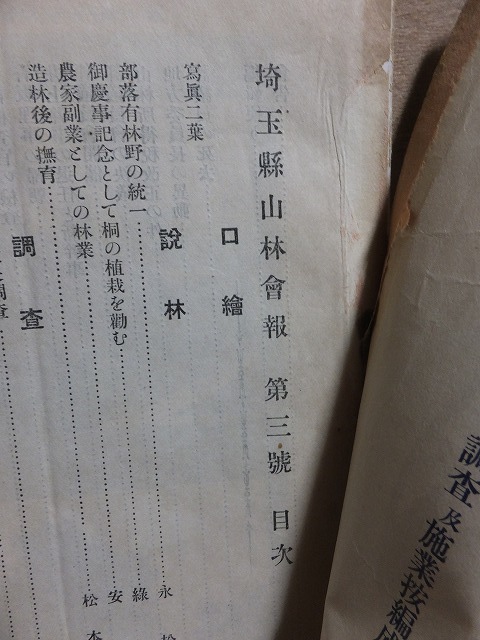 埼玉縣山林會報 第三號 目次
口繪
寫眞二葉
說林
部落有林野の統一 永
御慶事記念として桐の植栽を勸む 綠
農家副業としての林業 安
造林後の撫育 松本
調查
調查及施業按編